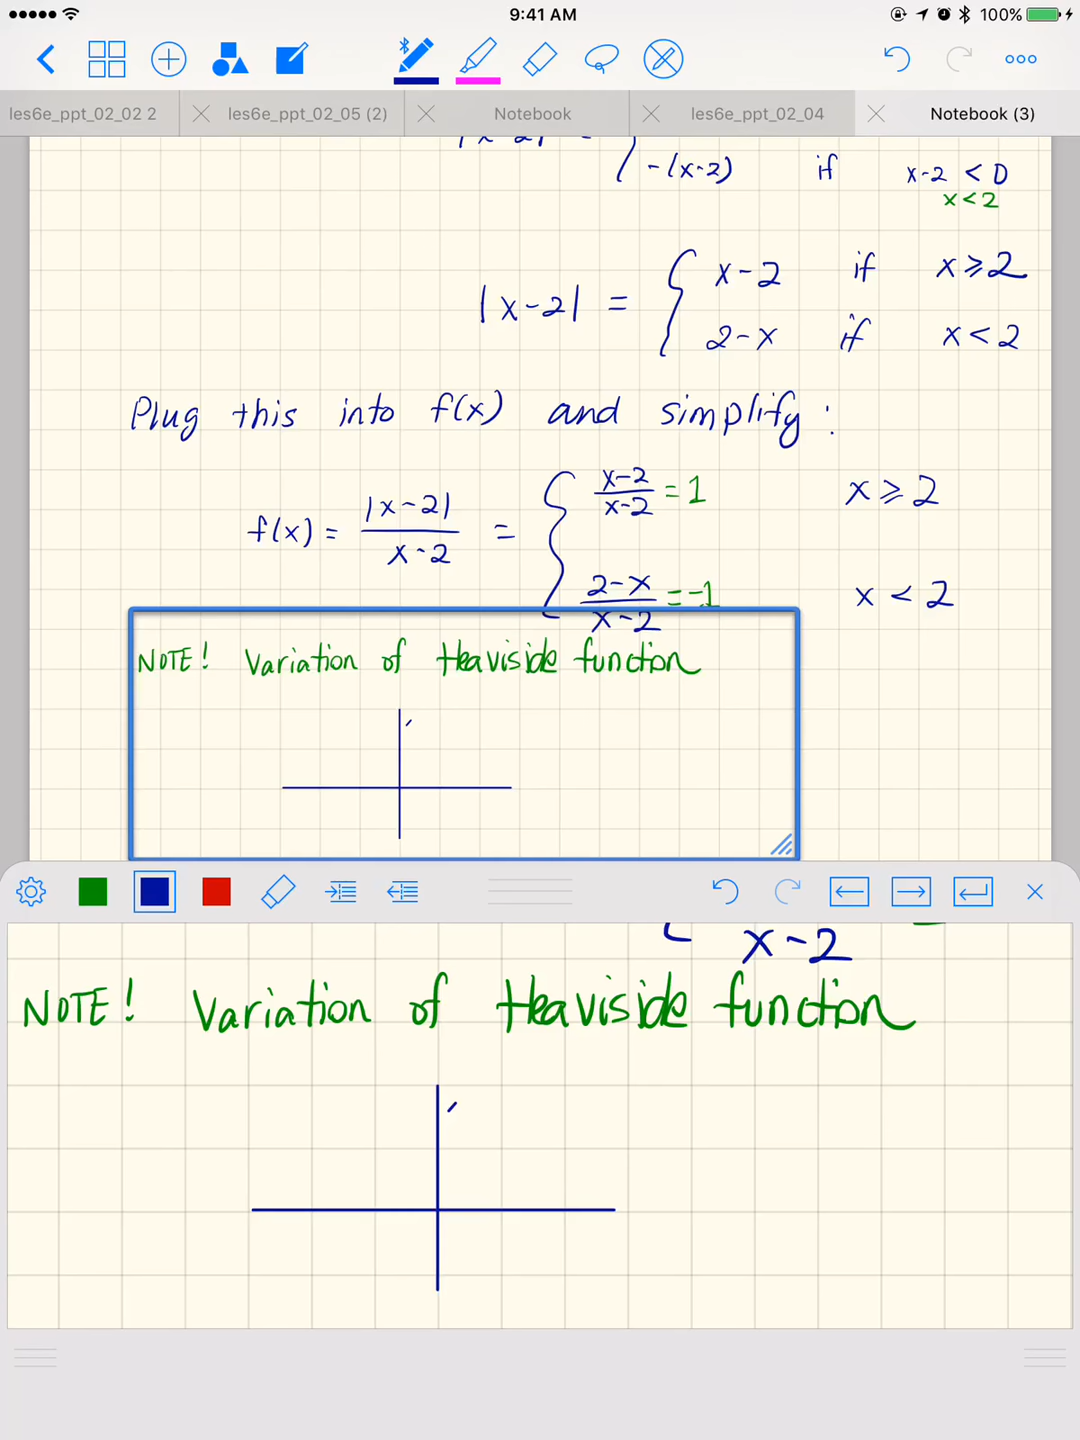 9:41 AM 100%
les6e_ppt_02_02 2 les6e_ppt_02_05 (2) Notebook les6e_ppt_02_04 Notebook (3)
-(x-2) if x-2 < 0
x<2
|x-2| = { x-2 if x≥2
2-x if x<2
Plug this into f(x) and simplify:
f(x) = |x-2| / x-2 = { x-2 / x-2 = 1 x≥2
2-x / x-2 = -1 x < 2
NOTE! Variation of Heaviside function
x-2
NOTE! Variation of Heaviside function